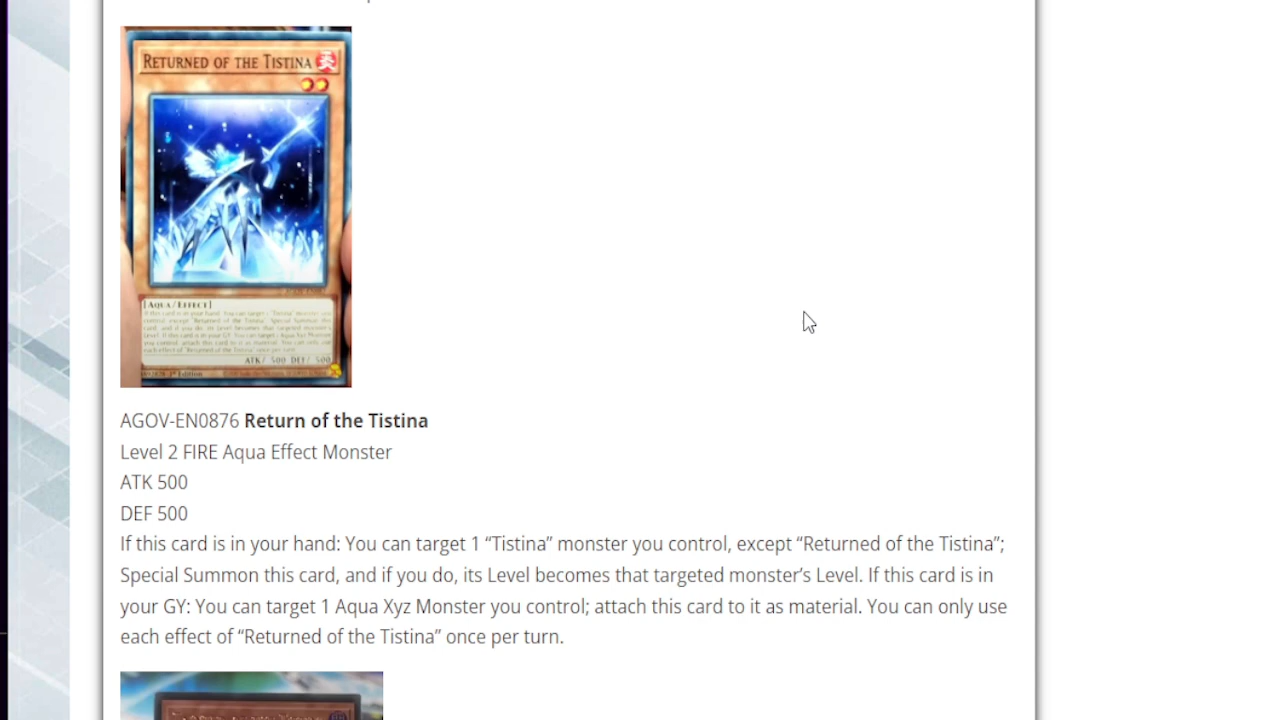 RETURNED OF THE TISTINA 炎
[AQUA/EFFECT]
ATK/ 500 DEF/ 500
1st Edition
AGOV-EN0876 Return of the Tistina
Level 2 FIRE Aqua Effect Monster
ATK 500
DEF 500
If this card is in your hand: You can target 1 “Tistina” monster you control, except “Returned of the Tistina”;
Special Summon this card, and if you do, its Level becomes that targeted monster’s Level. If this card is in
your GY: You can target 1 Aqua Xyz Monster you control; attach this card to it as material. You can only use
each effect of “Returned of the Tistina” once per turn.